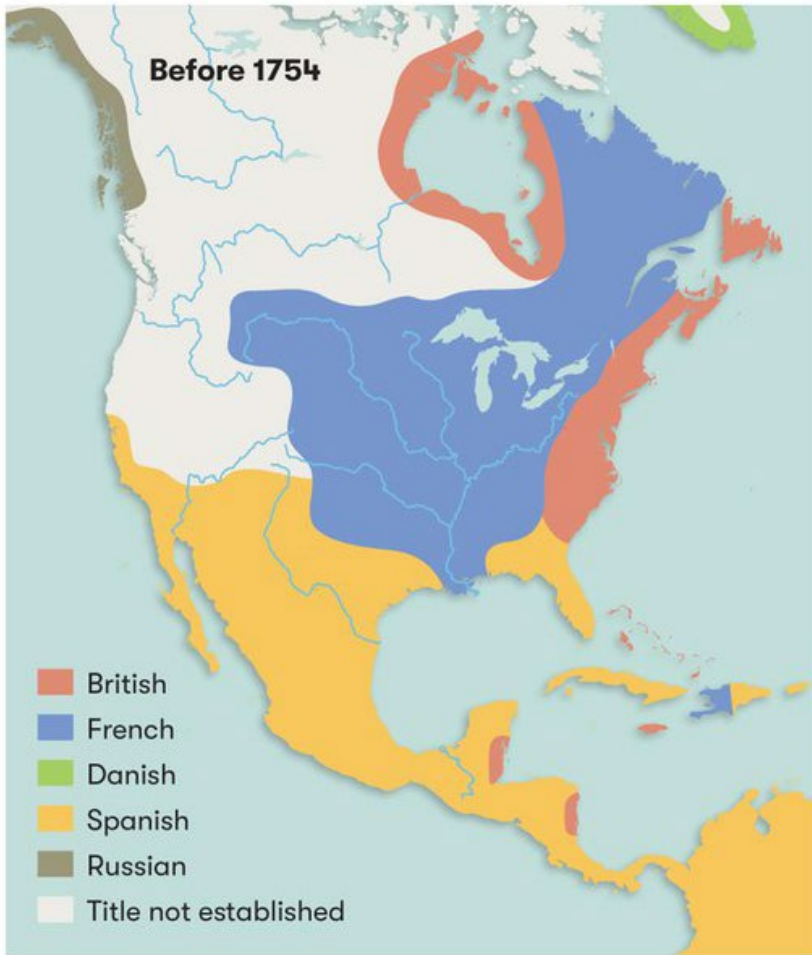 Before 1754
British
French
Danish
Spanish
Russian
Title not established